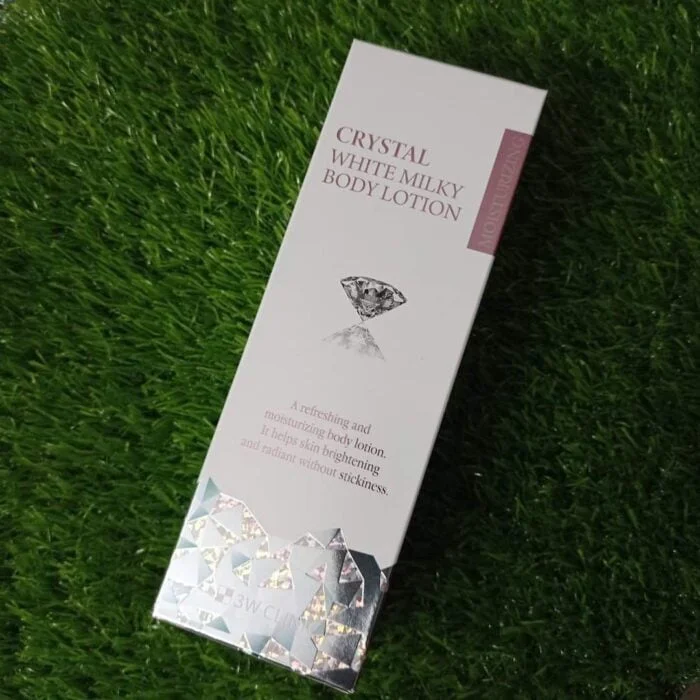 CRYSTAL
WHITE MILKY
BODY LOTION
MOISTURIZING
A refreshing and
moisturizing body lotion.
It helps skin brightening
and radiant without stickiness.
3W